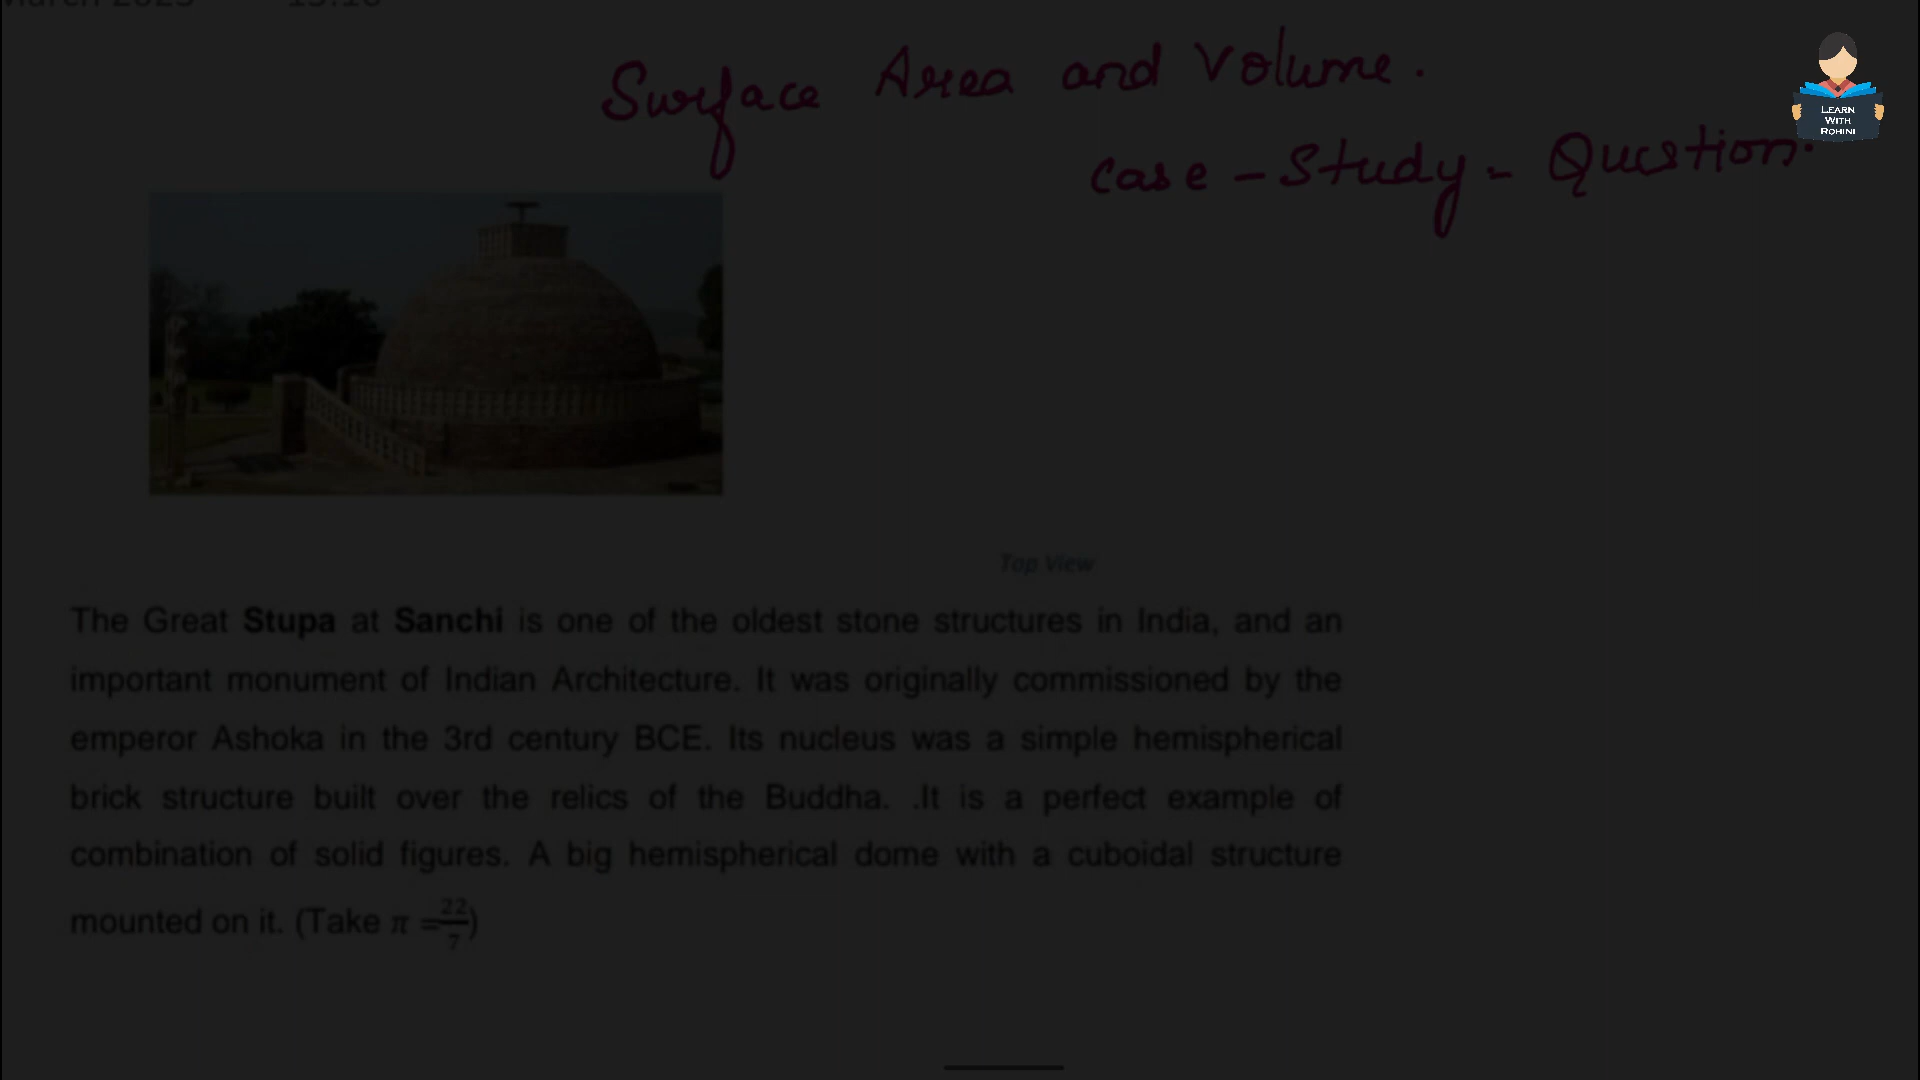 March 2023 15:16
Surface Area and Volume.
LEARN
WITH
ROHINI
Case - Study - Question.
Top View
The Great Stupa at Sanchi is one of the oldest stone structures in India, and an
important monument of Indian Architecture. It was originally commissioned by the
emperor Ashoka in the 3rd century BCE. Its nucleus was a simple hemispherical
brick structure built over the relics of the Buddha. .It is a perfect example of
combination of solid figures. A big hemispherical dome with a cuboidal structure
mounted on it. (Take π =22/7)